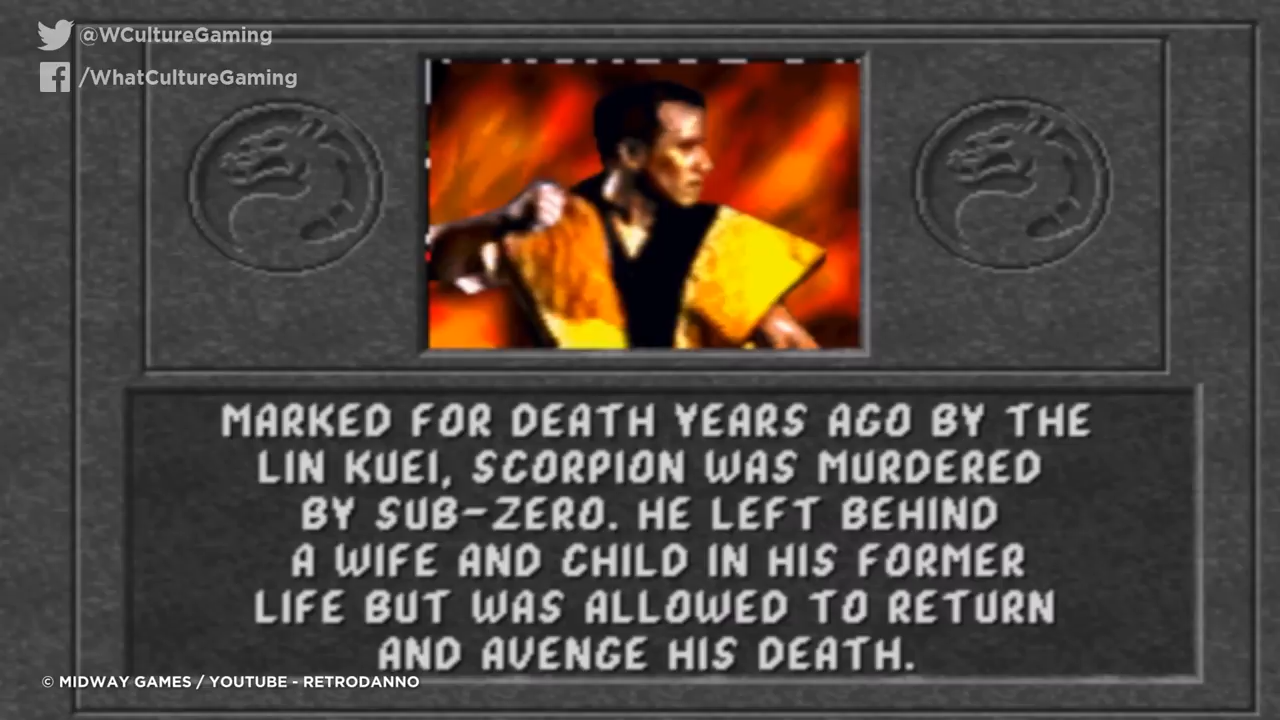 @WCultureGaming
/WhatCultureGaming
MARKED FOR DEATH YEARS AGO BY THE
LIN KUEI, SCORPION WAS MURDERED
BY SUB-ZERO. HE LEFT BEHIND
A WIFE AND CHILD IN HIS FORMER
LIFE BUT WAS ALLOWED TO RETURN
AND AVENGE HIS DEATH.
© MIDWAY GAMES / YOUTUBE - RETRODANNO